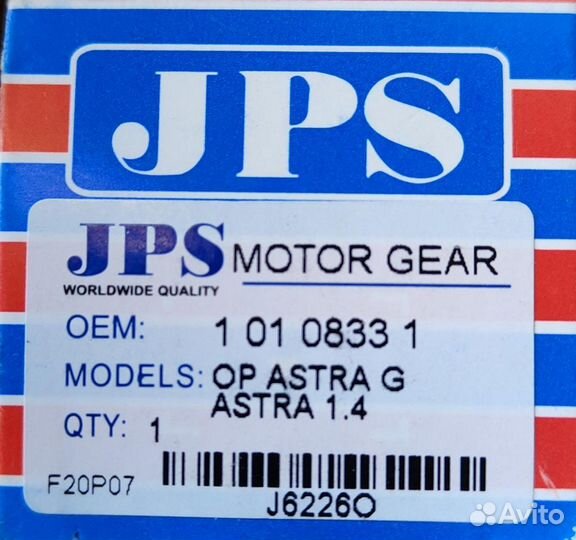 JPS
JPS MOTOR GEAR
WORLDWIDE QUALITY
OEM: 1 01 0833 1
MODELS: OP ASTRA G
ASTRA 1.4
QTY: 1
F20P07
J6226O
Avito